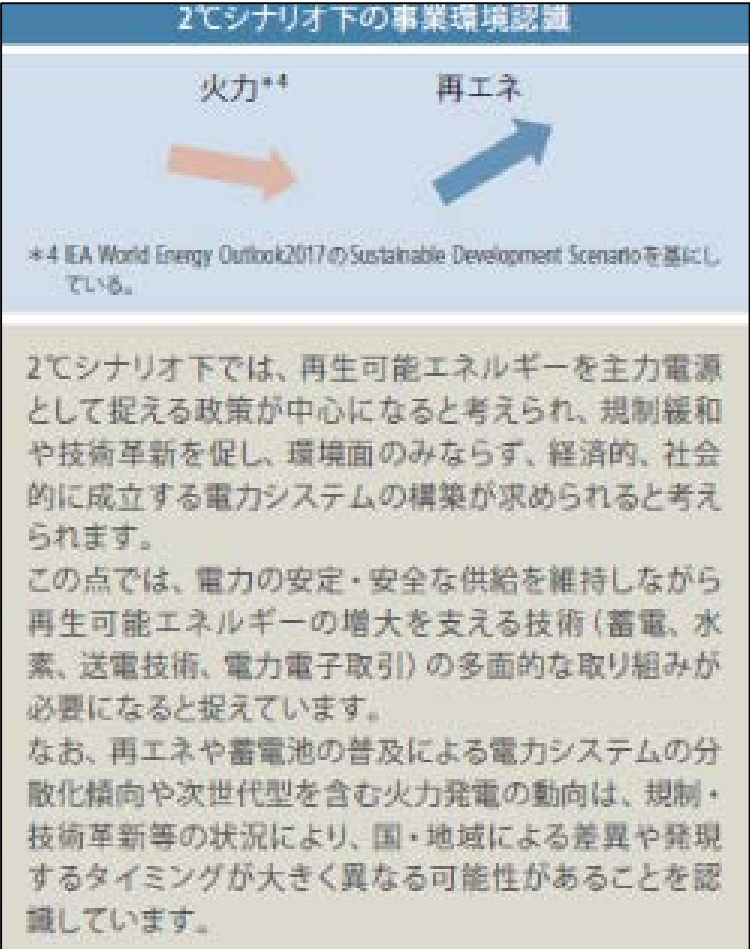 2℃シナリオ下の事業環境認識
火力*4
再エネ
*4 IEA World Energy Outlook2017のSustainable Development Scenarioを基にし
ている。
2℃シナリオ下では、再生可能エネルギーを主力電源
として捉える政策が中心になると考えられ、規制緩和
や技術革新を促し、環境面のみならず、経済的、社会
的に成立する電力システムの構築が求められると考え
られます。
この点では、電力の安定・安全な供給を維持しながら
再生可能エネルギーの増大を支える技術（蓄電、水
素、送電技術、電力電子取引）の多面的な取り組みが
必要になると捉えています。
なお、再エネや蓄電池の普及による電力システムの分
散化傾向や次世代型を含む火力発電の動向は、規制・
技術革新等の状況により、国・地域による差異や発現
するタイミングが大きく異なる可能性があることを認
識しています。